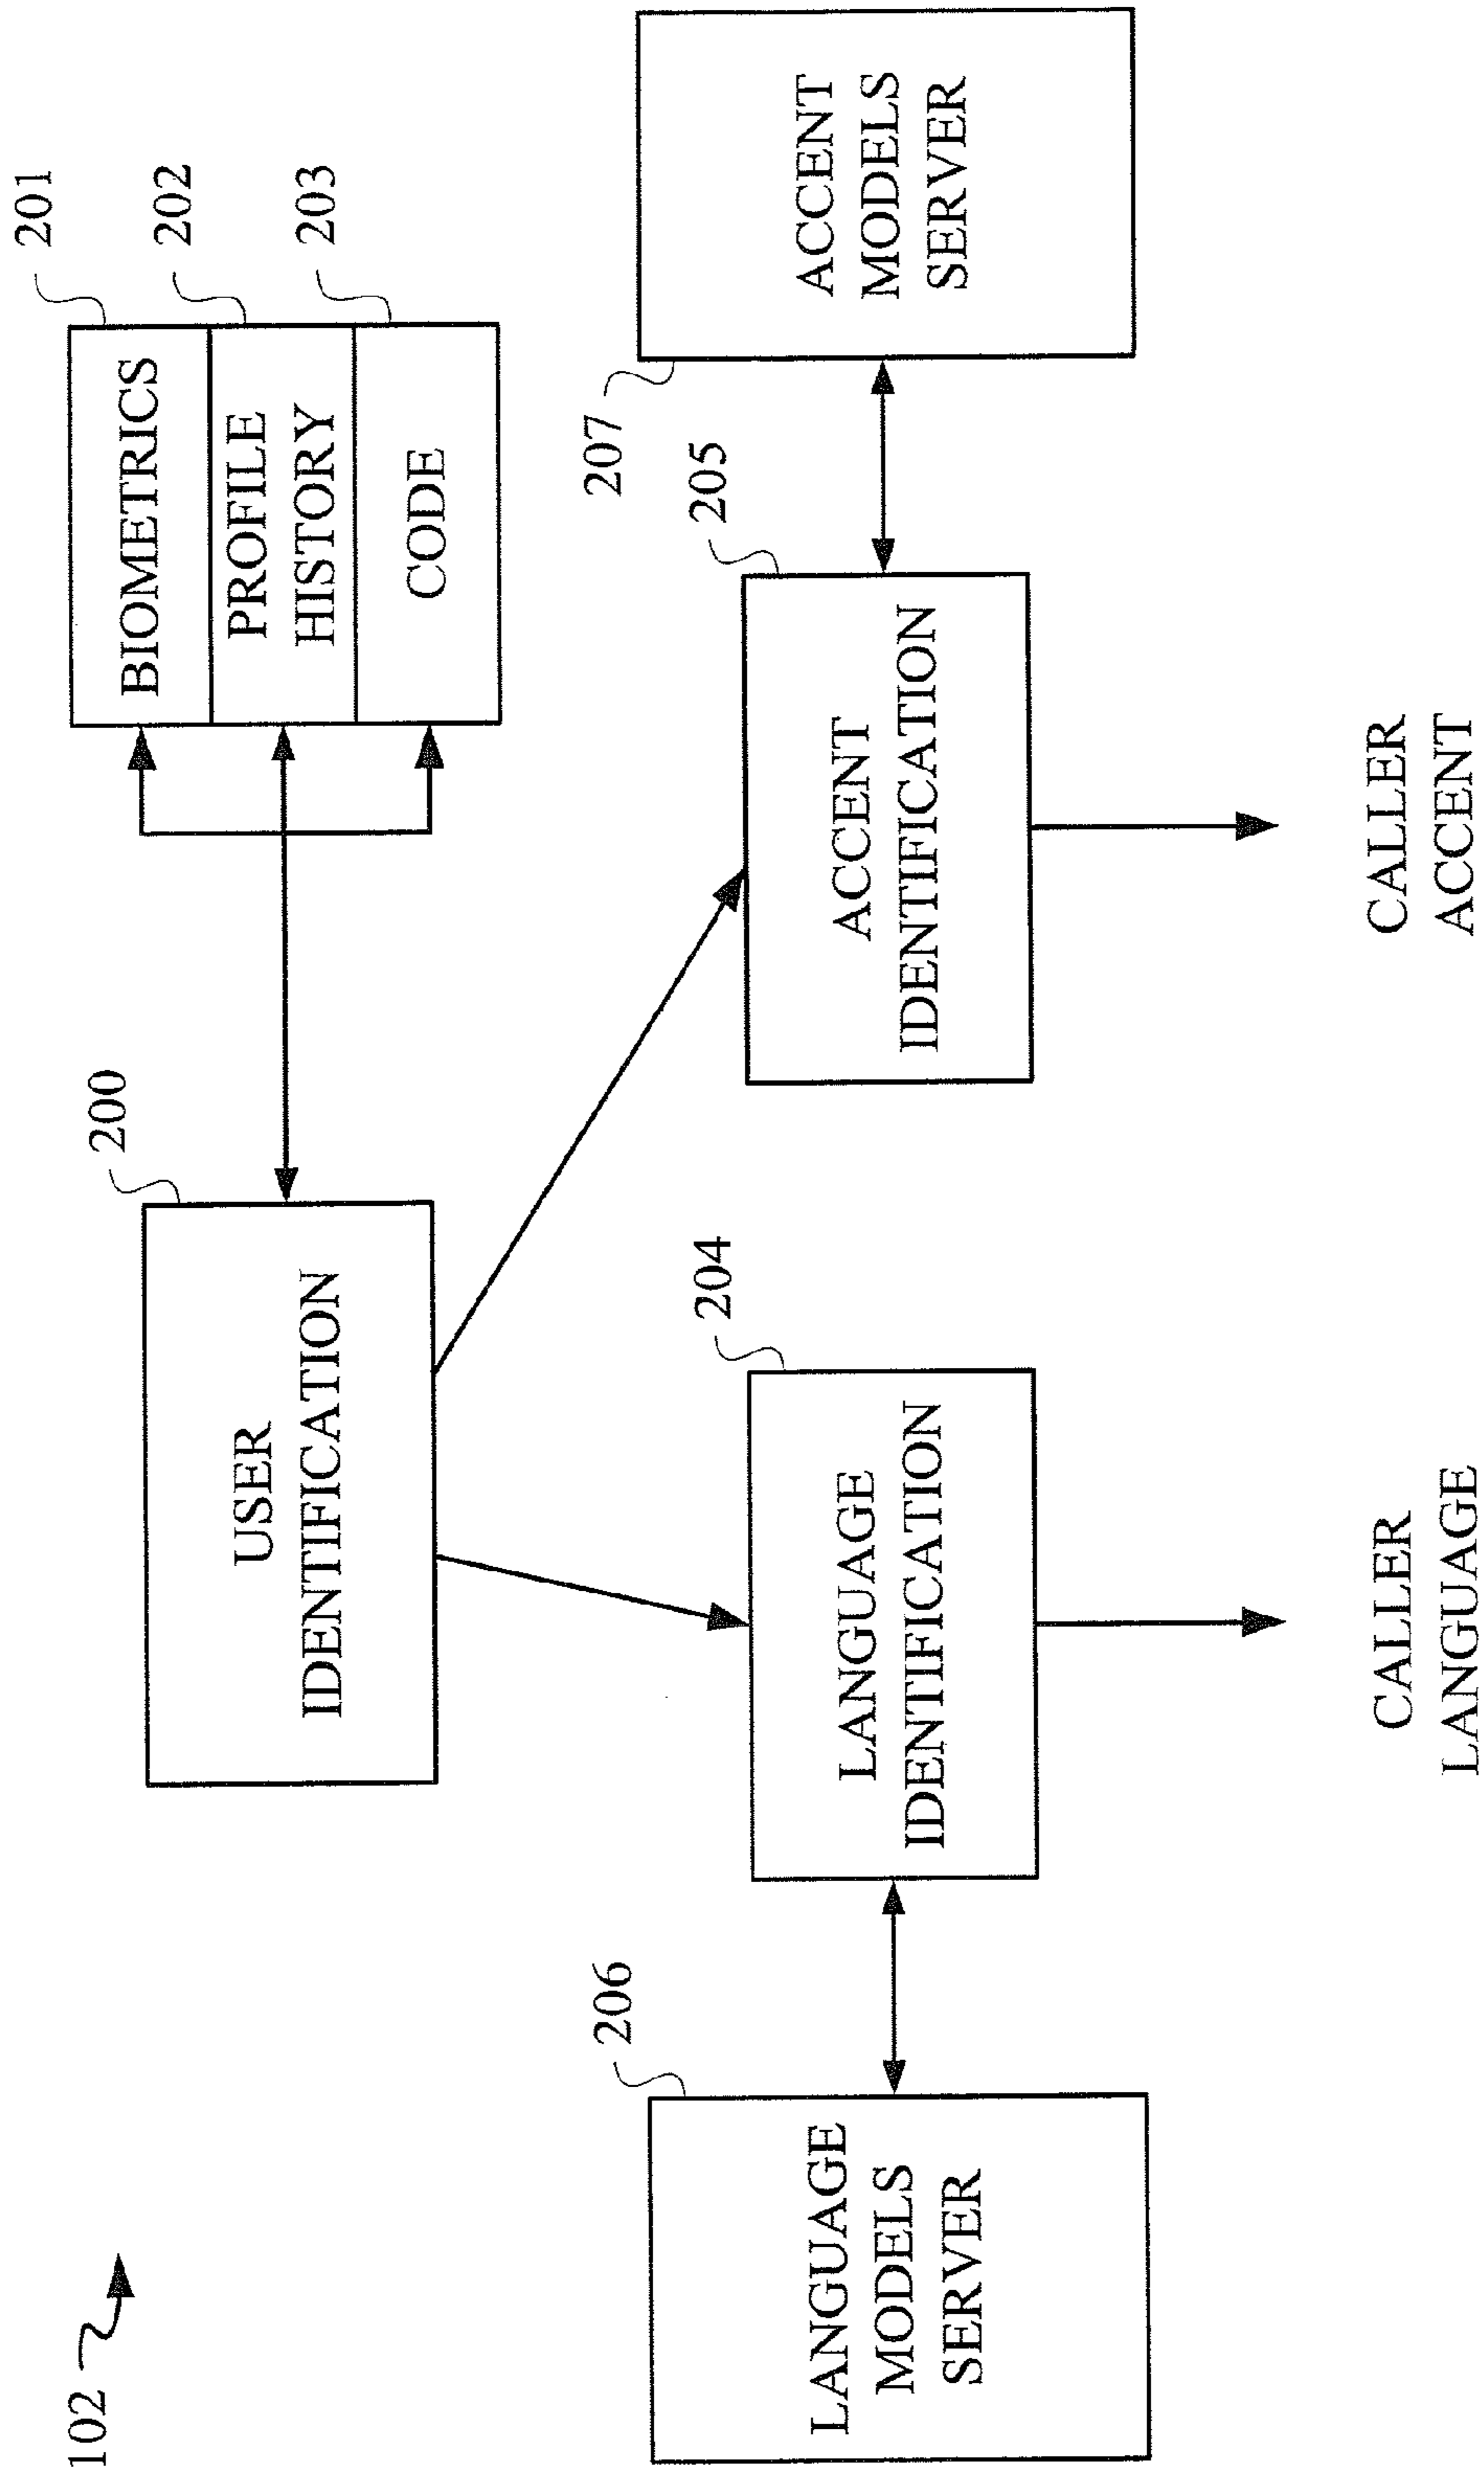 102
200
USER
IDENTIFICATION
201
BIOMETRICS
202
PROFILE
HISTORY
203
CODE
206
LANGUAGE
MODELS
SERVER
204
LANGUAGE
IDENTIFICATION
205
ACCENT
IDENTIFICATION
207
ACCENT
MODELS
SERVER
CALLER
LANGUAGE
CALLER
ACCENT